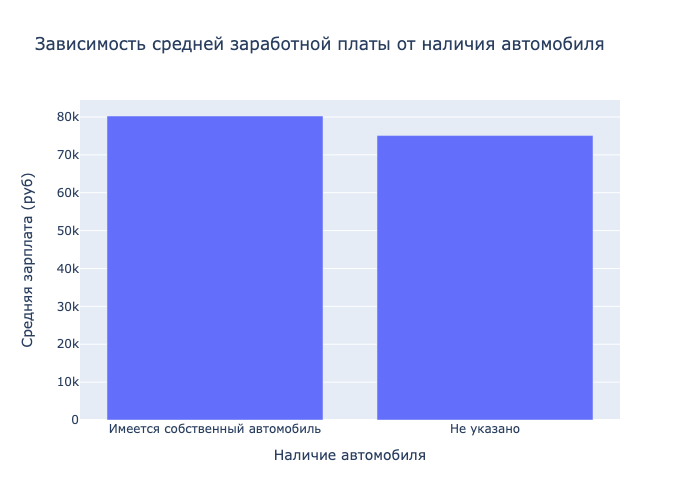 Зависимость средней заработной платы от наличия автомобиля
Средняя зарплата (руб)
80k
70k
60k
50k
40k
30k
20k
10k
0
Имеется собственный автомобиль
Не указано
Наличие автомобиля